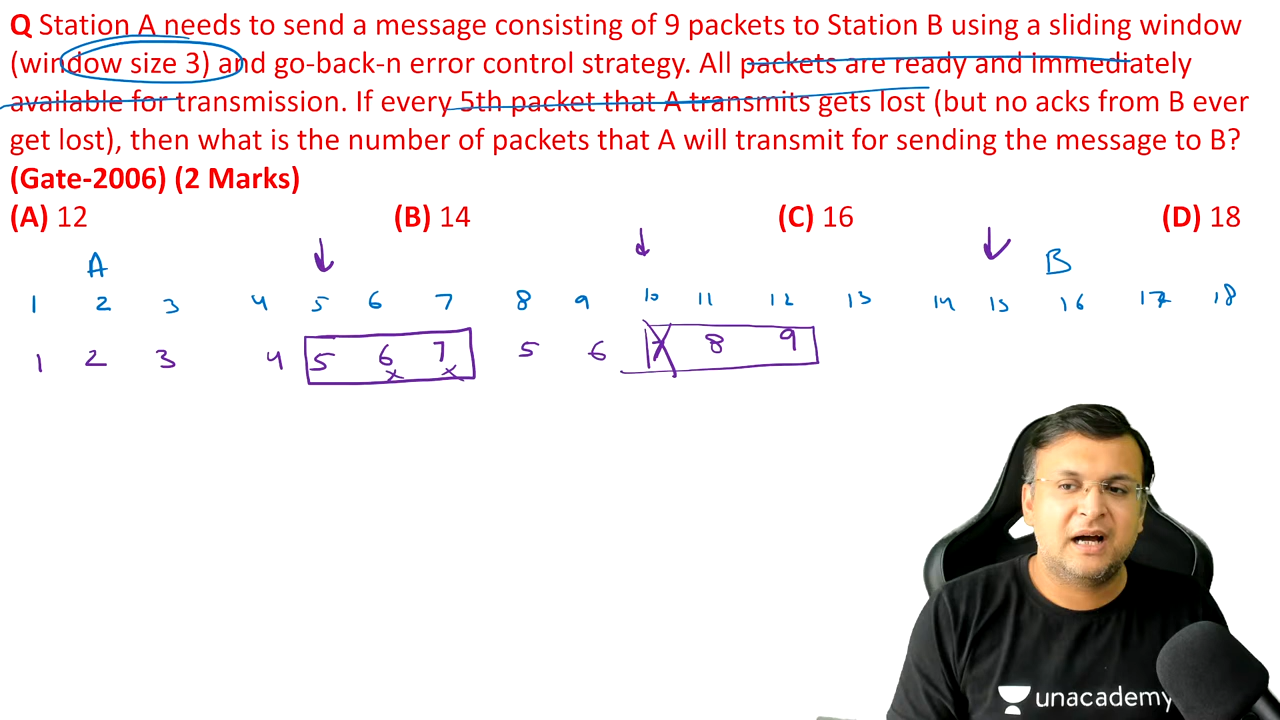 Q Station A needs to send a message consisting of 9 packets to Station B using a sliding window
(window size 3) and go-back-n error control strategy. All packets are ready and immediately
available for transmission. If every 5th packet that A transmits gets lost (but no acks from B ever
get lost), then what is the number of packets that A will transmit for sending the message to B?
(Gate-2006) (2 Marks)
(A) 12 (B) 14 (C) 16 (D) 18
A B
1 2 3 4 5 6 7 8 9 10 11 12 13 14 15 16 17 18
1 2 3 4 5 6 7 5 6 7 8 9
x x
unacademy